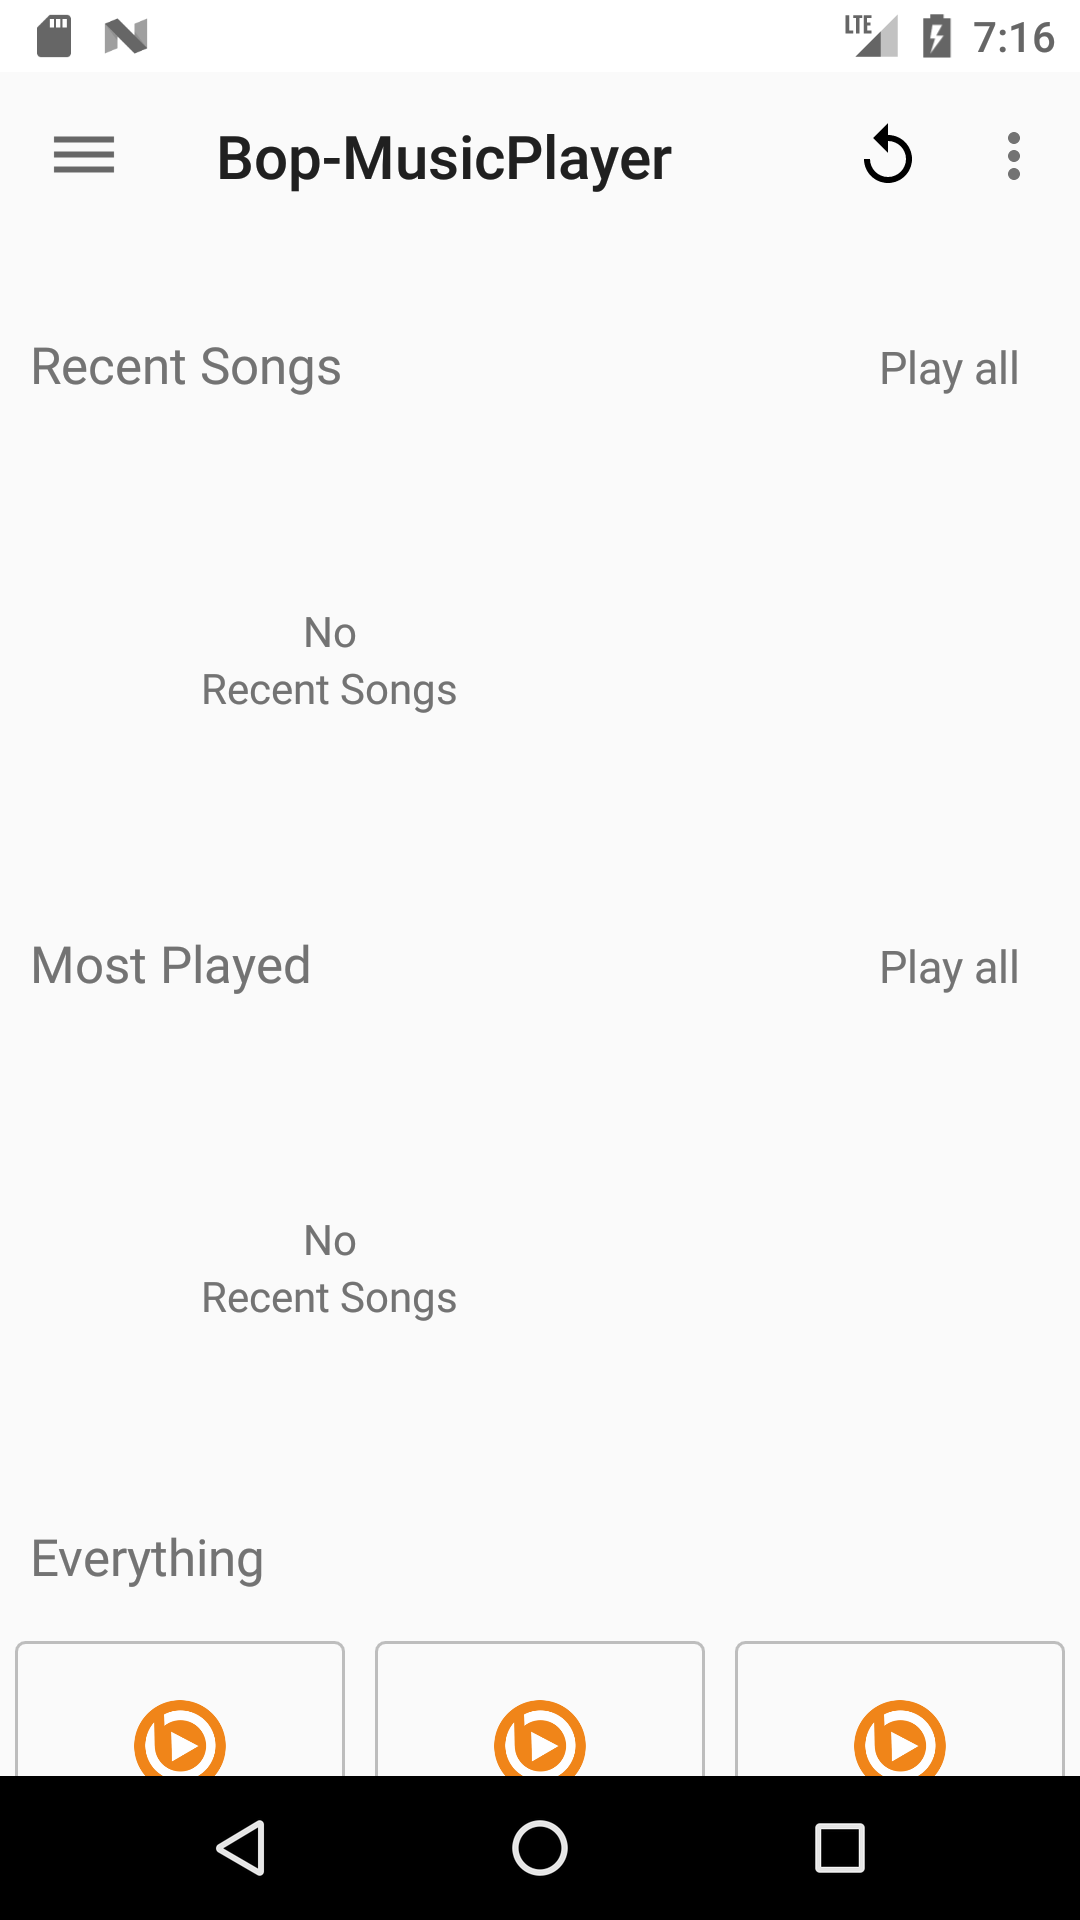 LTE 7:16
Bop-MusicPlayer
Recent Songs Play all
No
Recent Songs
Most Played Play all
No
Recent Songs
Everything